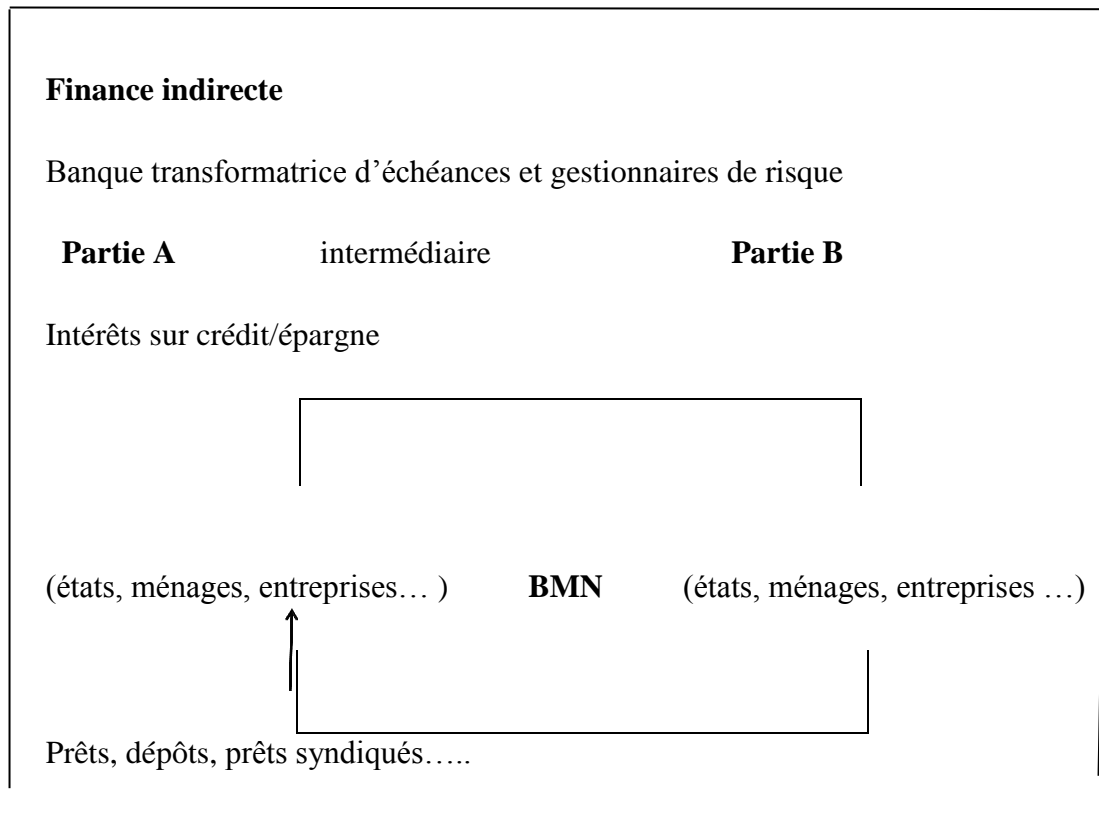 Finance indirecte
Banque transformatrice d’échéances et gestionnaires de risque
Partie A intermédiaire Partie B
Intérêts sur crédit/épargne
(états, ménages, entreprises… ) BMN (états, ménages, entreprises …)
Prêts, dépôts, prêts syndiqués…..